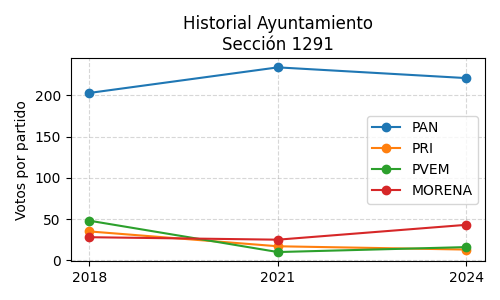 Historial Ayuntamiento
Sección 1291
Votos por partido
200
150
100
50
0
2018
2021
2024
PAN
PRI
PVEM
MORENA